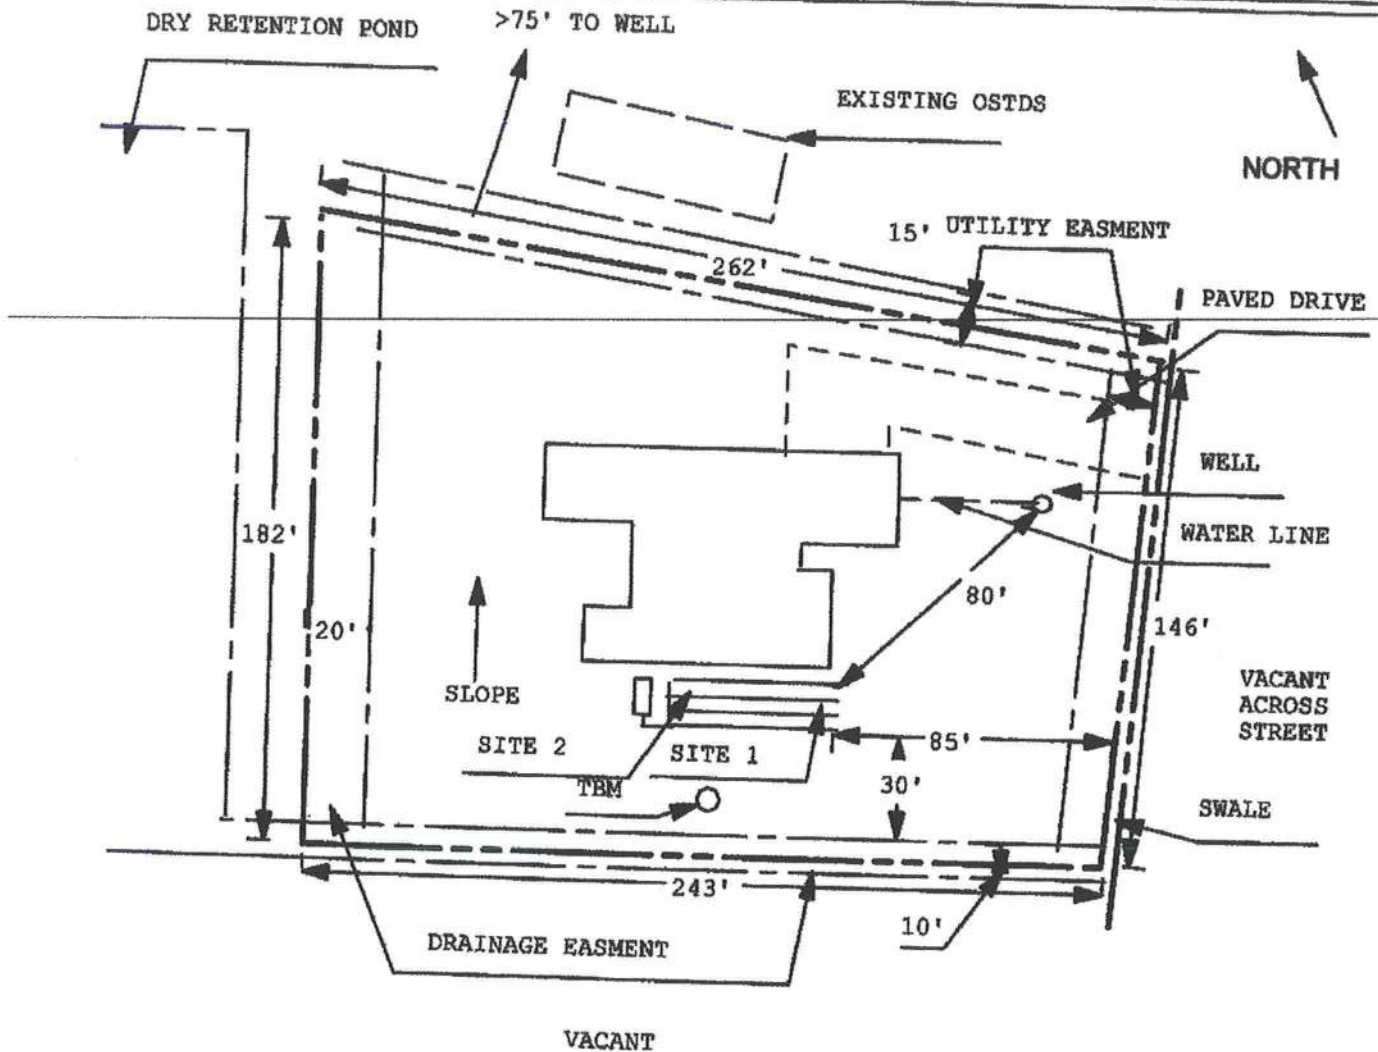 DRY RETENTION POND
>75' TO WELL
EXISTING OSTDS
NORTH
15' UTILITY EASMENT
262'
PAVED DRIVE
WELL
182'
WATER LINE
80'
20'
146'
SLOPE
VACANT
ACROSS
STREET
SITE 2
SITE 1
85'
30'
TBM
SWALE
243'
10'
DRAINAGE EASMENT
VACANT